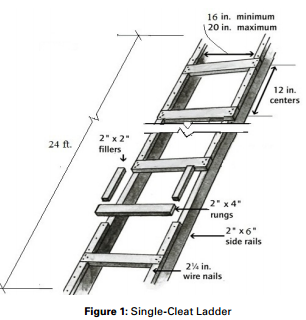 16 in. minimum
20 in. maximum
12 in.
centers
24 ft.
2" x 2"
fillers
2" x 4"
rungs
2" x 6"
side rails
2¼ in.
wire nails
Figure 1: Single-Cleat Ladder